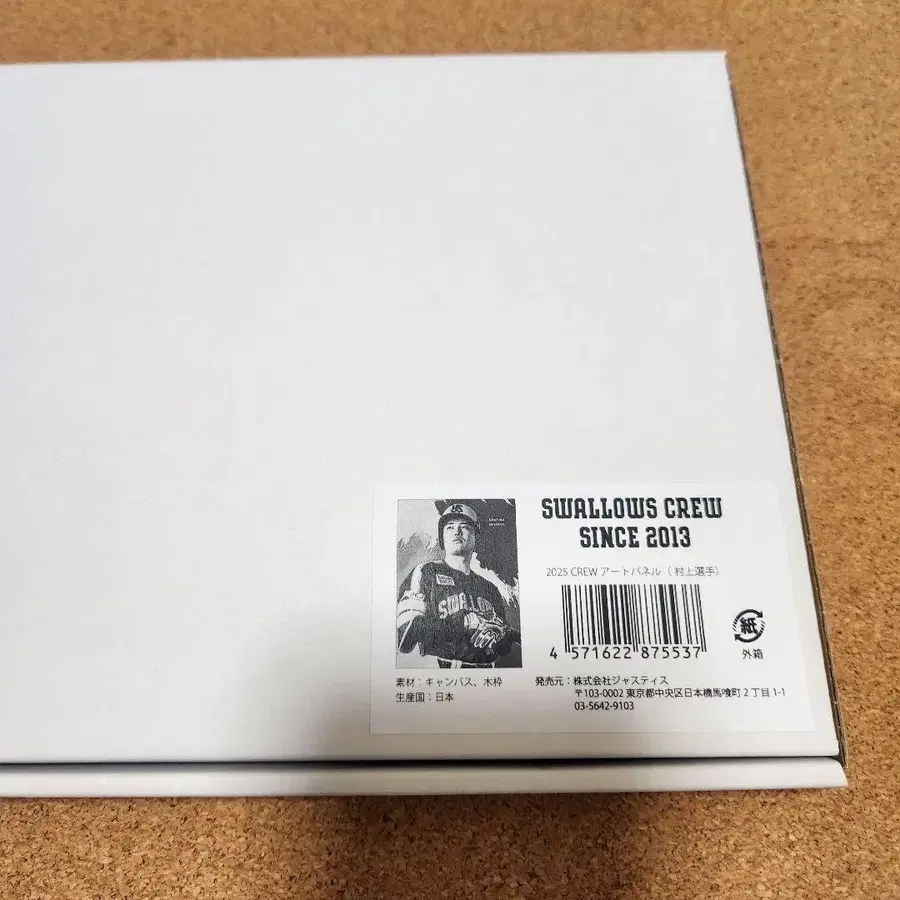 SWALLOWS CREW
SINCE 2013
2025 CREW アートパネル（村上選手）
4 571622 875537
紙
外箱
素材：キャンバス、木枠
生産国：日本
発売元：株式会社ジャスティス
〒103-0002 東京都中央区日本橋馬喰町 2 丁目 1-1
03-5642-9103
SWALLOWS